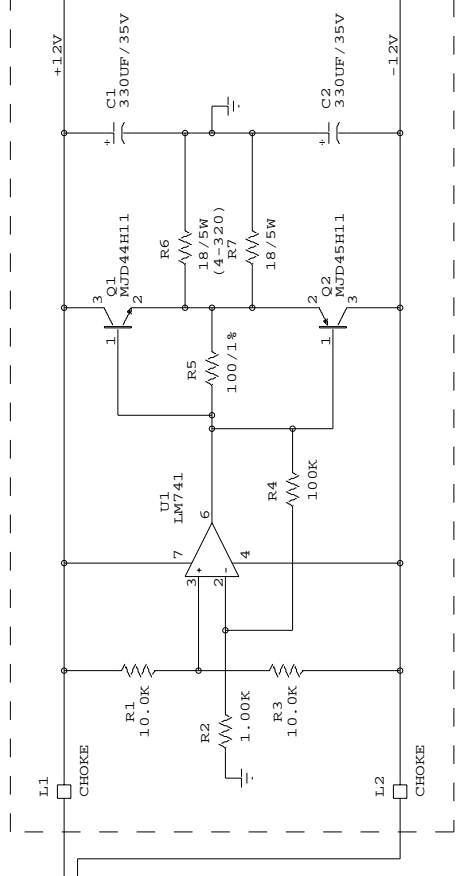 +12V
-12V
C1
330UF/35V
C2
330UF/35V
+
+
R6
18/5W
(4-320)
R7
18/5W
Q1
MJD44H11
3
2
1
Q2
MJD45H11
2
3
1
R5
100/1%
U1
LM741
6
7
4
3
+
2
-
R4
100K
R1
10.0K
R2
1.00K
R3
10.0K
L1
CHOKE
L2
CHOKE